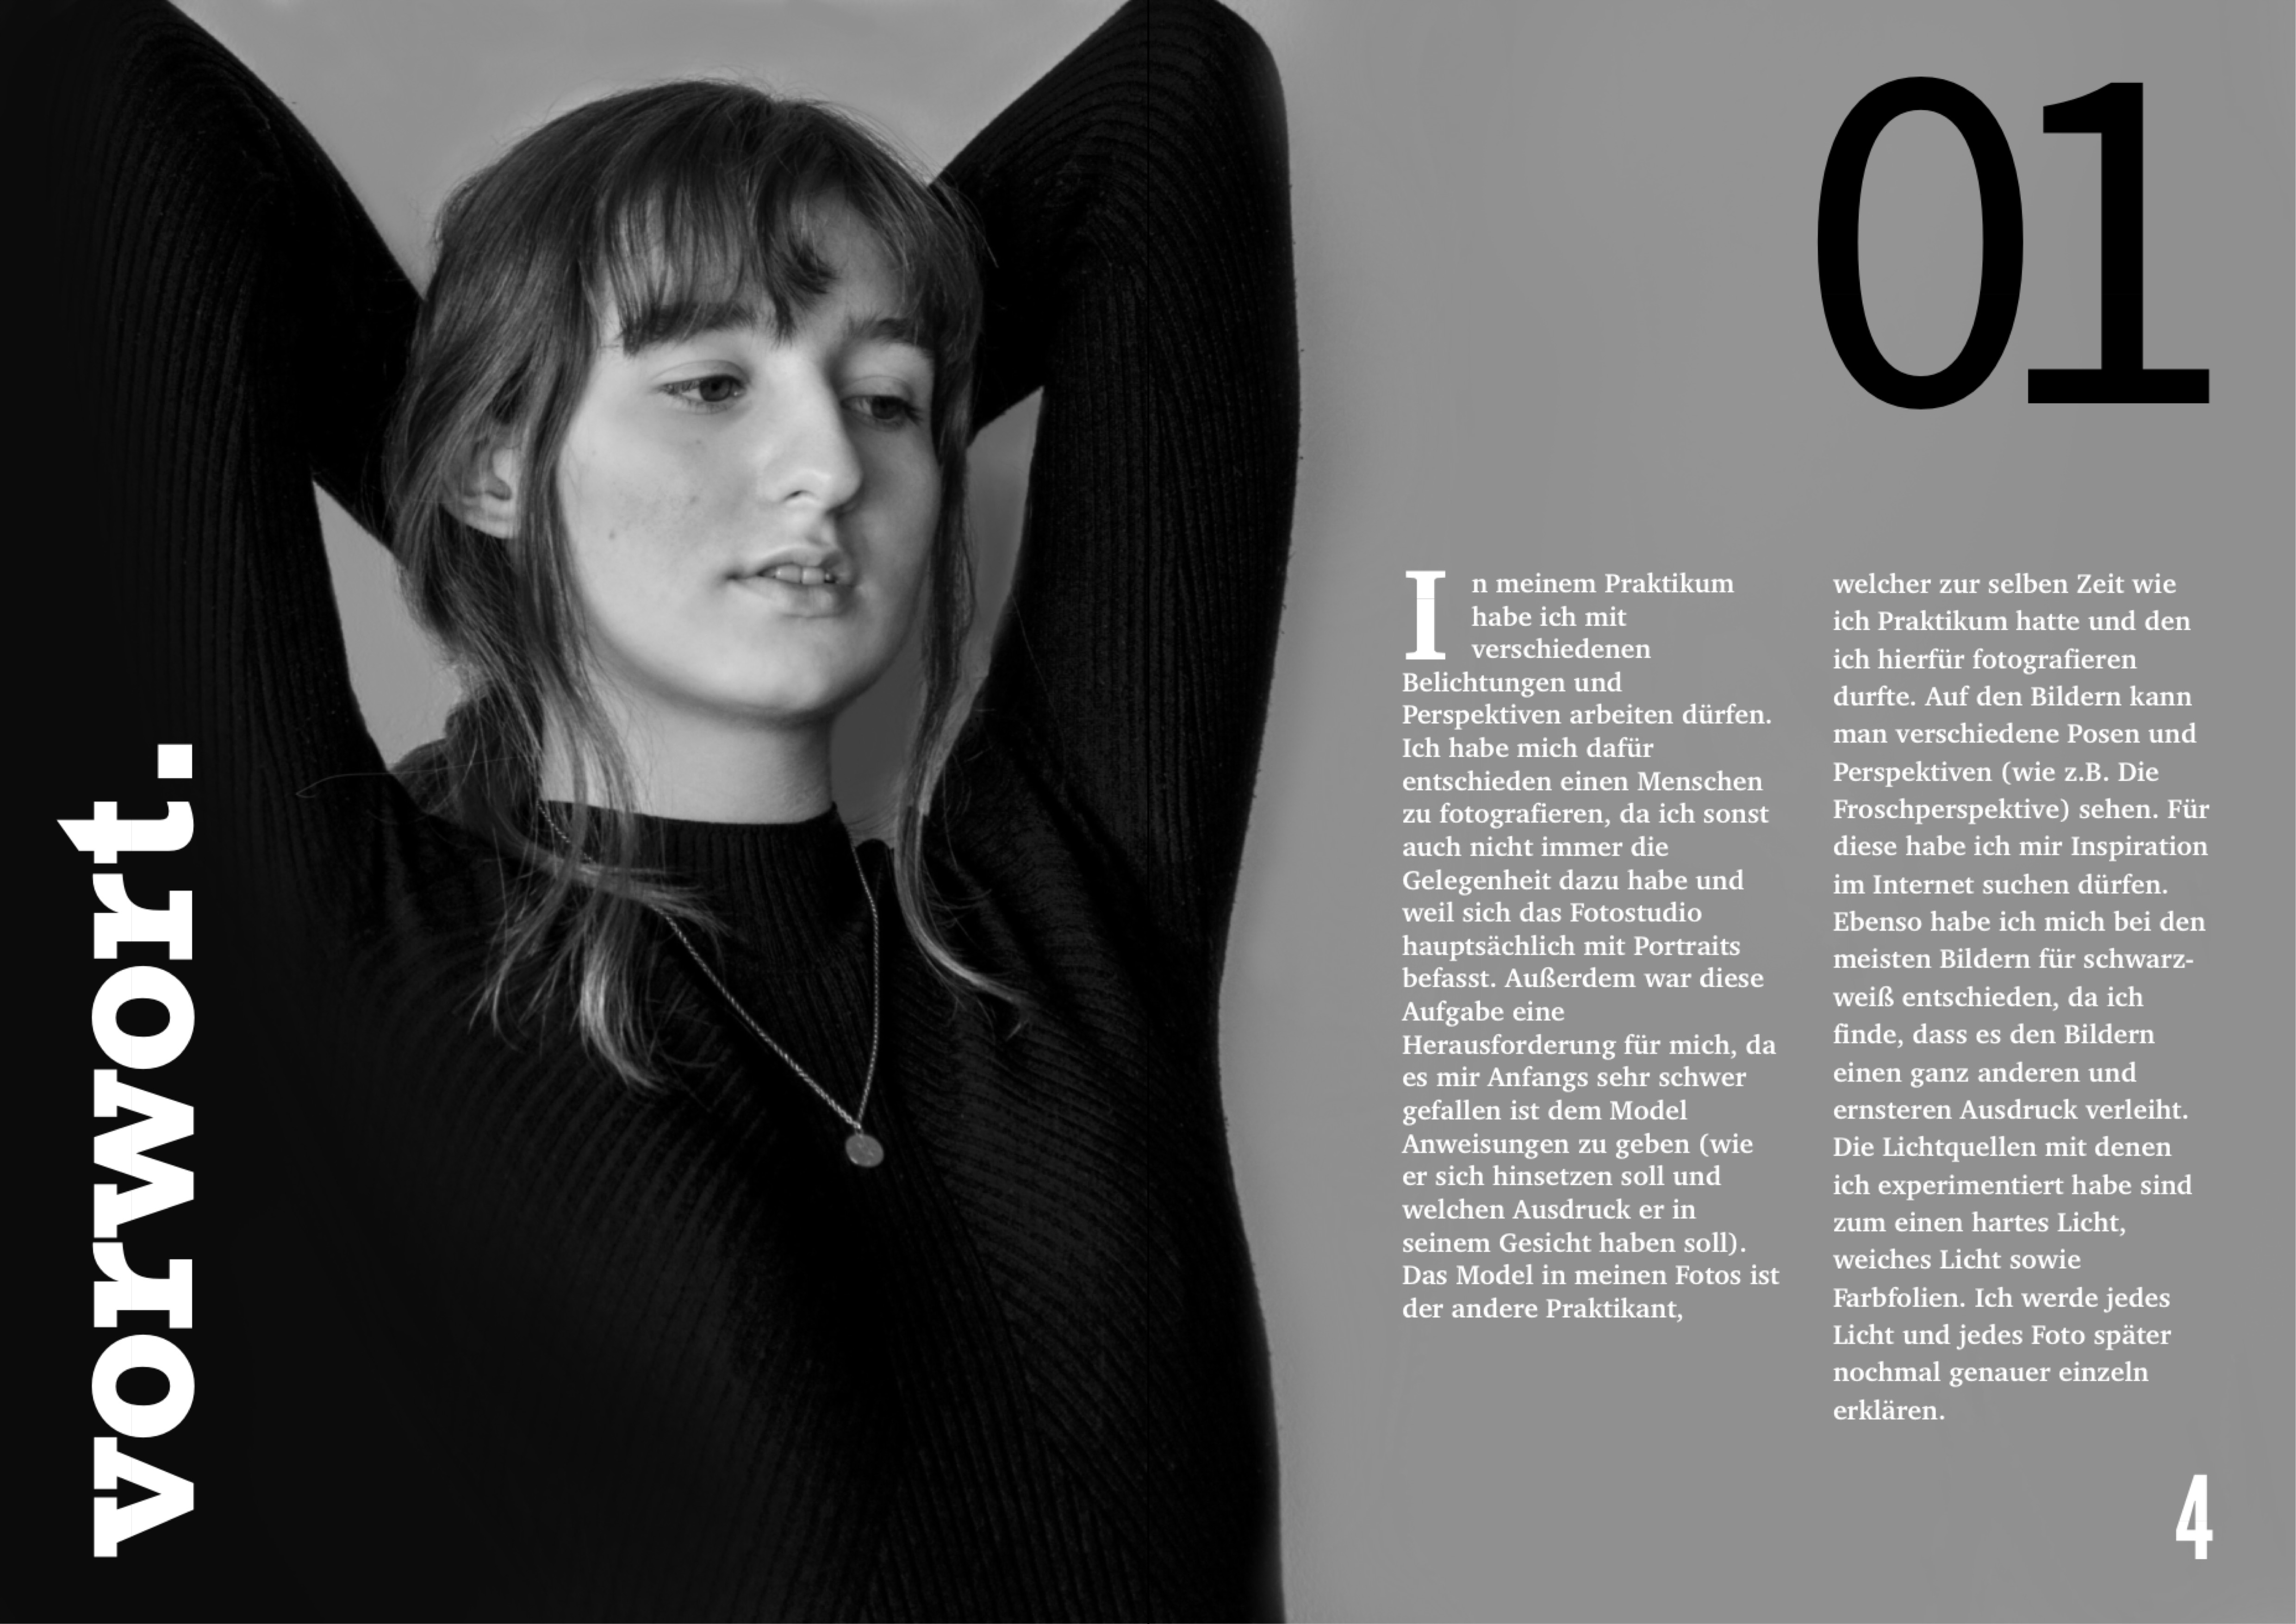 vorwort.
01
In meinem Praktikum
habe ich mit
verschiedenen
Belichtungen und
Perspektiven arbeiten dürfen.
Ich habe mich dafür
entschieden einen Menschen
zu fotografieren, da ich sonst
auch nicht immer die
Gelegenheit dazu habe und
weil sich das Fotostudio
hauptsächlich mit Portraits
befasst. Außerdem war diese
Aufgabe eine
Herausforderung für mich, da
es mir Anfangs sehr schwer
gefallen ist dem Model
Anweisungen zu geben (wie
er sich hinsetzen soll und
welchen Ausdruck er in
seinem Gesicht haben soll).
Das Model in meinen Fotos ist
der andere Praktikant,
welcher zur selben Zeit wie
ich Praktikum hatte und den
ich hierfür fotografieren
durfte. Auf den Bildern kann
man verschiedene Posen und
Perspektiven (wie z.B. Die
Froschperspektive) sehen. Für
diese habe ich mir Inspiration
im Internet suchen dürfen.
Ebenso habe ich mich bei den
meisten Bildern für schwarz-
weiß entschieden, da ich
finde, dass es den Bildern
einen ganz anderen und
ernsteren Ausdruck verleiht.
Die Lichtquellen mit denen
ich experimentiert habe sind
zum einen hartes Licht,
weiches Licht sowie
Farbfolien. Ich werde jedes
Licht und jedes Foto später
nochmal genauer einzeln
erklären.
4